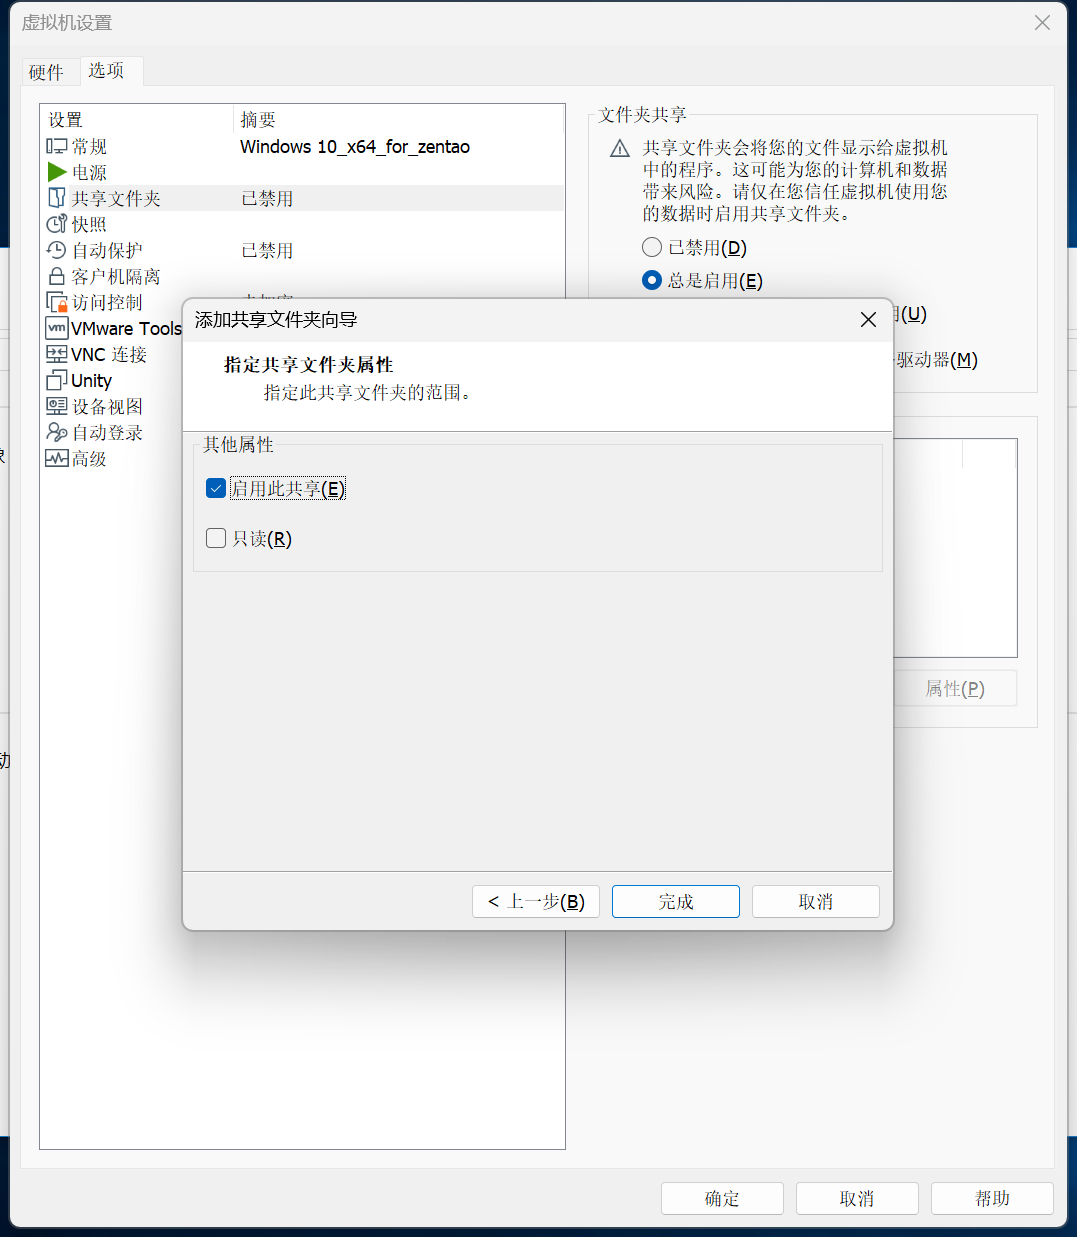 虚拟机设置
硬件
选项
设置 摘要
常规 Windows 10_x64_for_zentao
电源
共享文件夹 已禁用
快照
自动保护 已禁用
客户机隔离
访问控制
VMware Tools
VNC 连接
Unity
设备视图
自动登录
高级
文件夹共享
共享文件夹会将您的文件显示给虚拟机
中的程序。这可能为您的计算机和数据
带来风险。请仅在您信任虚拟机使用您
的数据时启用共享文件夹。
已禁用(D)
总是启用(E)
(U)
驱动器(M)
属性(P)
添加共享文件夹向导
指定共享文件夹属性
指定此共享文件夹的范围。
其他属性
启用此共享(E)
只读(R)
< 上一步(B)
完成
取消
确定
取消
帮助